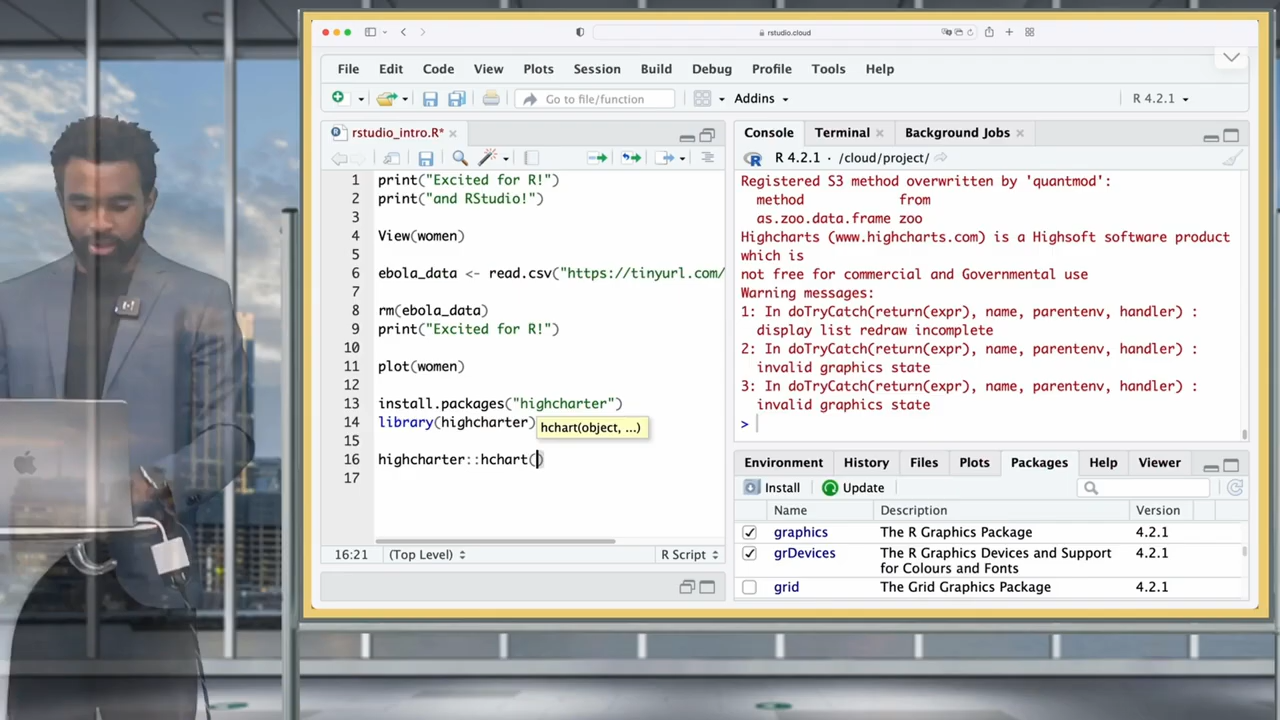 rstudio.cloud
File Edit Code View Plots Session Build Debug Profile Tools Help
Go to file/function Addins R 4.2.1
rstudio_intro.R* ×
1 print("Excited for R!")
2 print("and RStudio!")
3
4 View(women)
5
6 ebola_data <- read.csv("https://tinyurl.com/
7
8 rm(ebola_data)
9 print("Excited for R!")
10
11 plot(women)
12
13 install.packages("highcharter")
14 library(highcharter)
hchart(object, ...)
15
16 highcharter::hchart()
17
16:21 (Top Level) R Script
Console Terminal × Background Jobs ×
R 4.2.1 · /cloud/project/
Registered S3 method overwritten by 'quantmod':
method from
as.zoo.data.frame zoo
Highcharts (www.highcharts.com) is a Highsoft software product
which is
not free for commercial and Governmental use
Warning messages:
1: In doTryCatch(return(expr), name, parentenv, handler) :
display list redraw incomplete
2: In doTryCatch(return(expr), name, parentenv, handler) :
invalid graphics state
3: In doTryCatch(return(expr), name, parentenv, handler) :
invalid graphics state
>
Environment History Files Plots Packages Help Viewer
Install Update
Name Description Version
graphics The R Graphics Package 4.2.1
grDevices The R Graphics Devices and Support 4.2.1
for Colours and Fonts
grid The Grid Graphics Package 4.2.1